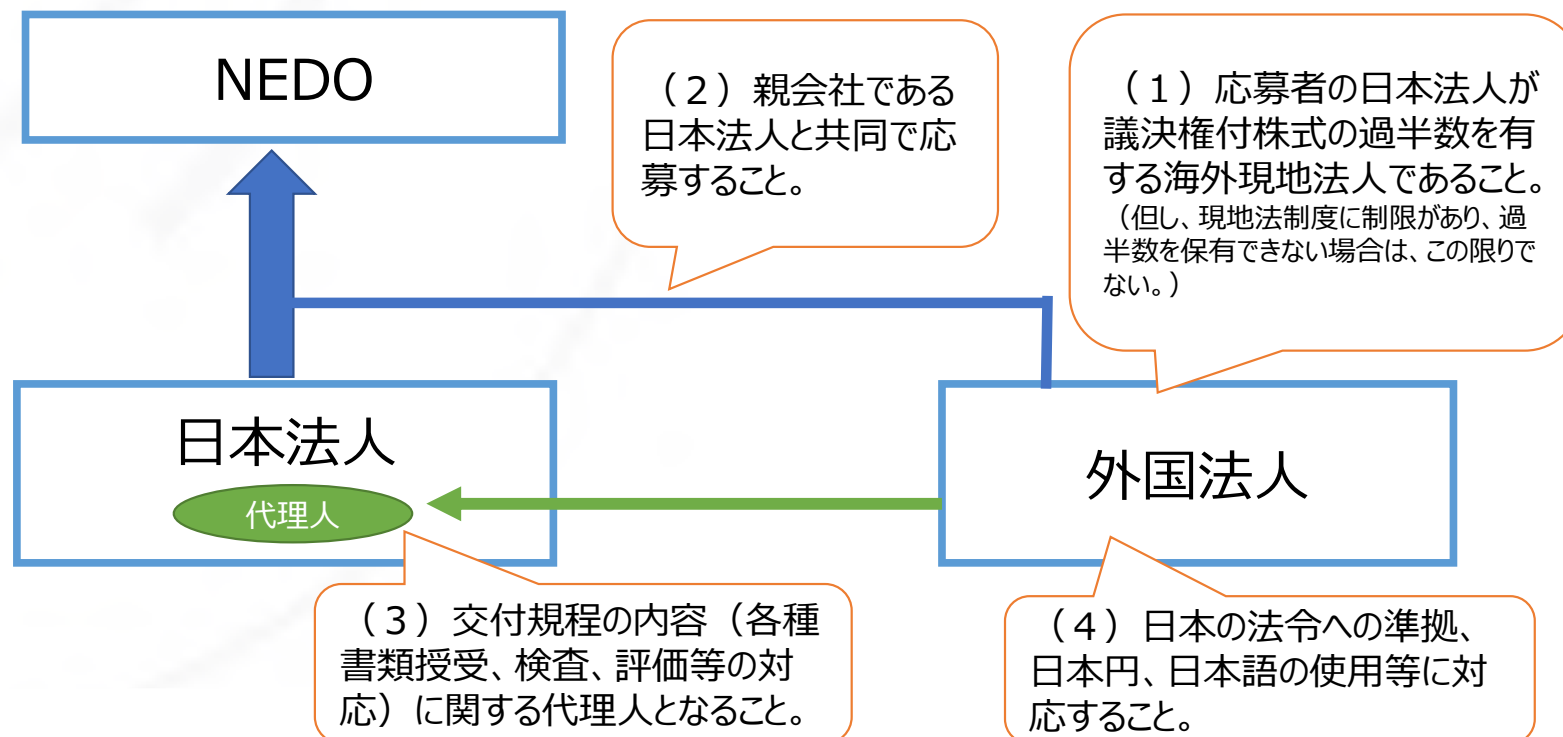 NEDO
（２）親会社である
日本法人と共同で応
募すること。
（１）応募者の日本法人が
議決権付株式の過半数を有
する海外現地法人であること。
（但し、現地法制度に制限があり、過
半数を保有できない場合は、この限りで
ない。）
日本法人
代理人
外国法人
（３）交付規程の内容（各種
書類授受、検査、評価等の対
応）に関する代理人となること。
（４）日本の法令への準拠、
日本円、日本語の使用等に対
応すること。